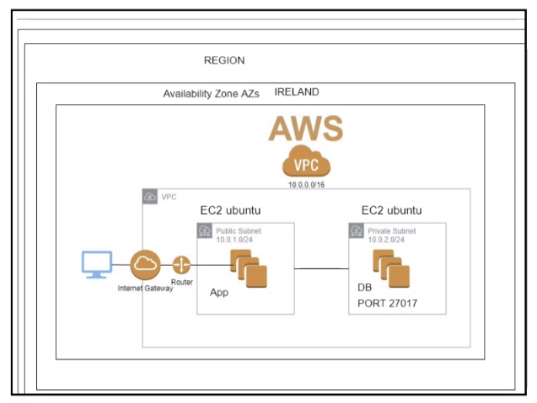 REGION
Availability Zone AZs IRELAND
AWS
VPC
10.0.0.0/16
VPC
EC2 ubuntu
EC2 ubuntu
Public Subnet
10.0.1.0/24
Private Subnet
10.0.2.0/24
Internet Gateway
Router
App
DB
PORT 27017